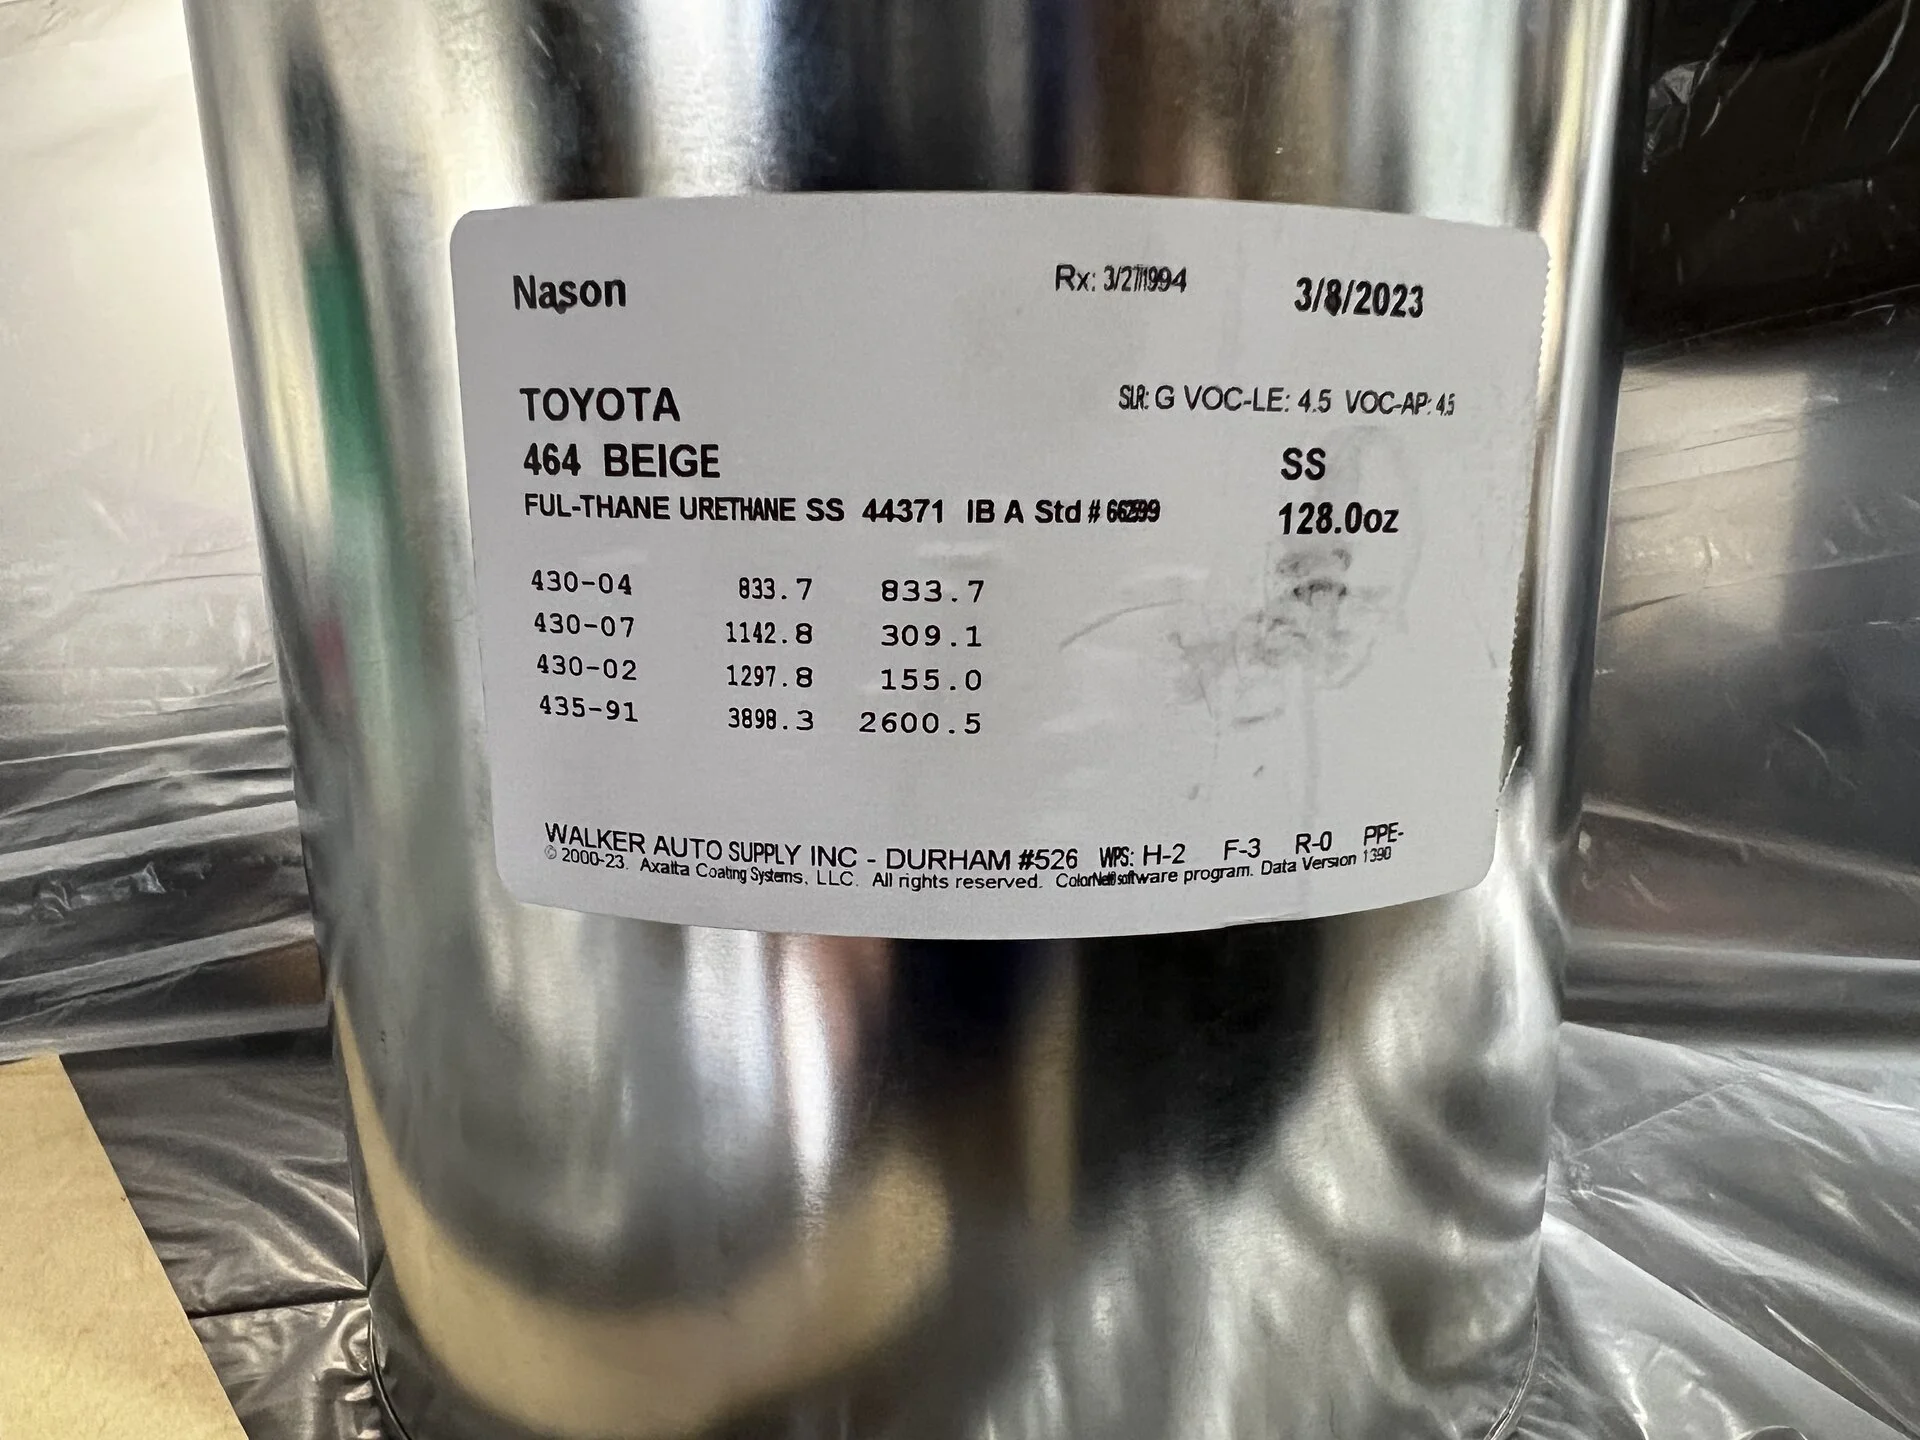 Nason Rx: 3/27/1994 3/8/2023
TOYOTA SLR: G VOC-LE: 4.5 VOC-AP: 4.5
464 BEIGE SS
FUL-THANE URETHANE SS 44371 IB A Std # 128.0oz
430-04 833.7 833.7
430-07 1142.8 309.1
430-02 1297.8 155.0
435-91 3898.3 2600.5
WALKER AUTO SUPPLY INC - DURHAM #526 WPS: H-2 F-3 R-0 PPE-
© 2000-23. Axalta Coating Systems, LLC. All rights reserved. ColorNet® software program. Data Version 1390